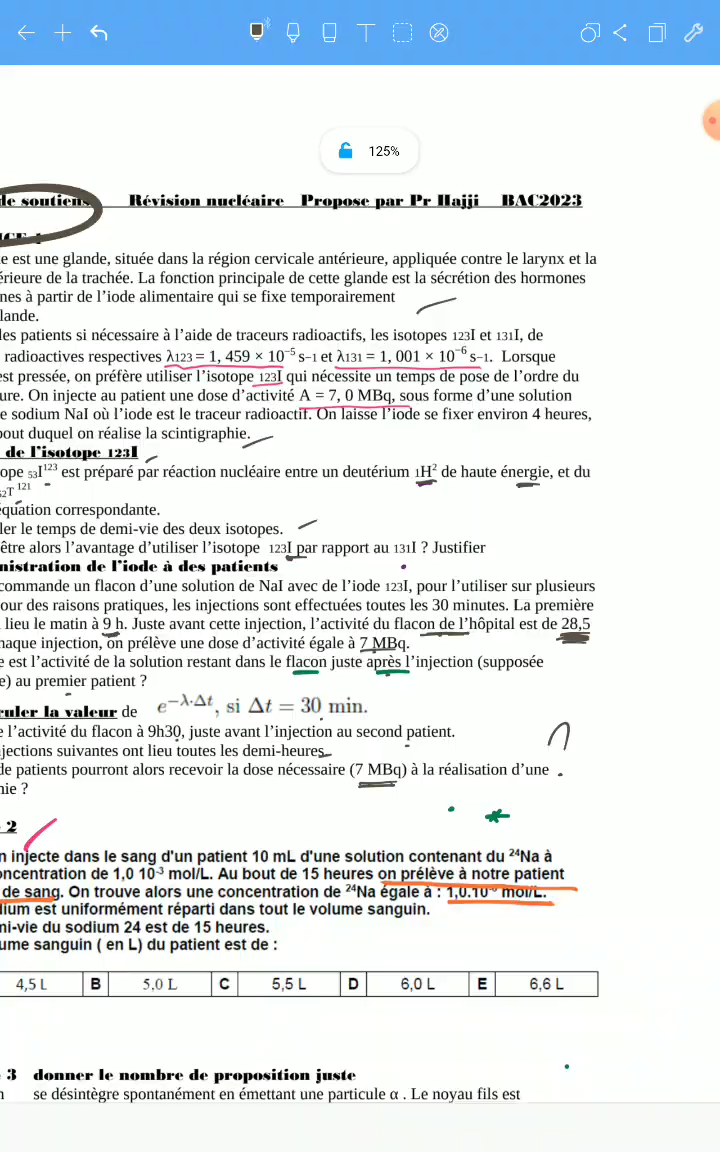 125%
de soutiens Révision nucléaire Propose par Pr Hajji BAC2023
e est une glande, située dans la région cervicale antérieure, appliquée contre le larynx et la
érieure de la trachée. La fonction principale de cette glande est la sécrétion des hormones
nes à partir de l'iode alimentaire qui se fixe temporairement
lande.
les patients si nécessaire à l'aide de traceurs radioactifs, les isotopes 123I et 131I, de
radioactives respectives λ123 = 1, 459 × 10⁻⁵ s−1 et λ131 = 1, 001 × 10⁻⁶ s−1. Lorsque
est pressée, on préfère utiliser l'isotope 123I qui nécessite un temps de pose de l'ordre du
ure. On injecte au patient une dose d'activité A = 7, 0 MBq, sous forme d'une solution
e sodium NaI où l'iode est le traceur radioactif. On laisse l'iode se fixer environ 4 heures,
bout duquel on réalise la scintigraphie.
de l'isotope 123I
ope ₅₃I¹²³ est préparé par réaction nucléaire entre un deutérium ₁H² de haute énergie, et du
₅₂T ¹²¹
équation correspondante.
ler le temps de demi-vie des deux isotopes.
être alors l'avantage d'utiliser l'isotope 123I par rapport au 131I ? Justifier
nistration de l'iode à des patients
commande un flacon d'une solution de NaI avec de l'iode 123I, pour l'utiliser sur plusieurs
our des raisons pratiques, les injections sont effectuées toutes les 30 minutes. La première
lieu le matin à 9 h. Juste avant cette injection, l'activité du flacon de l'hôpital est de 28,5
haque injection, on prélève une dose d'activité égale à 7 MBq.
e est l'activité de la solution restant dans le flacon juste après l'injection (supposée
e) au premier patient ?
ruler la valeur de e^{−λ·Δt}, si Δt = 30 min.
e l'activité du flacon à 9h30, juste avant l'injection au second patient.
jections suivantes ont lieu toutes les demi-heures.
de patients pourront alors recevoir la dose nécessaire (7 MBq) à la réalisation d'une
nie ?
2
n injecte dans le sang d'un patient 10 mL d'une solution contenant du ²⁴Na à
oncentration de 1,0 10⁻³ mol/L. Au bout de 15 heures on prélève à notre patient
de sang. On trouve alors une concentration de ²⁴Na égale à : mol/L.
dium est uniformément réparti dans tout le volume sanguin.
mi-vie du sodium 24 est de 15 heures.
ume sanguin ( en L) du patient est de :
4,5 L B 5,0 L C 5,5 L D 6,0 L E 6,6 L
3 donner le nombre de proposition juste
n se désintègre spontanément en émettant une particule α . Le noyau fils est